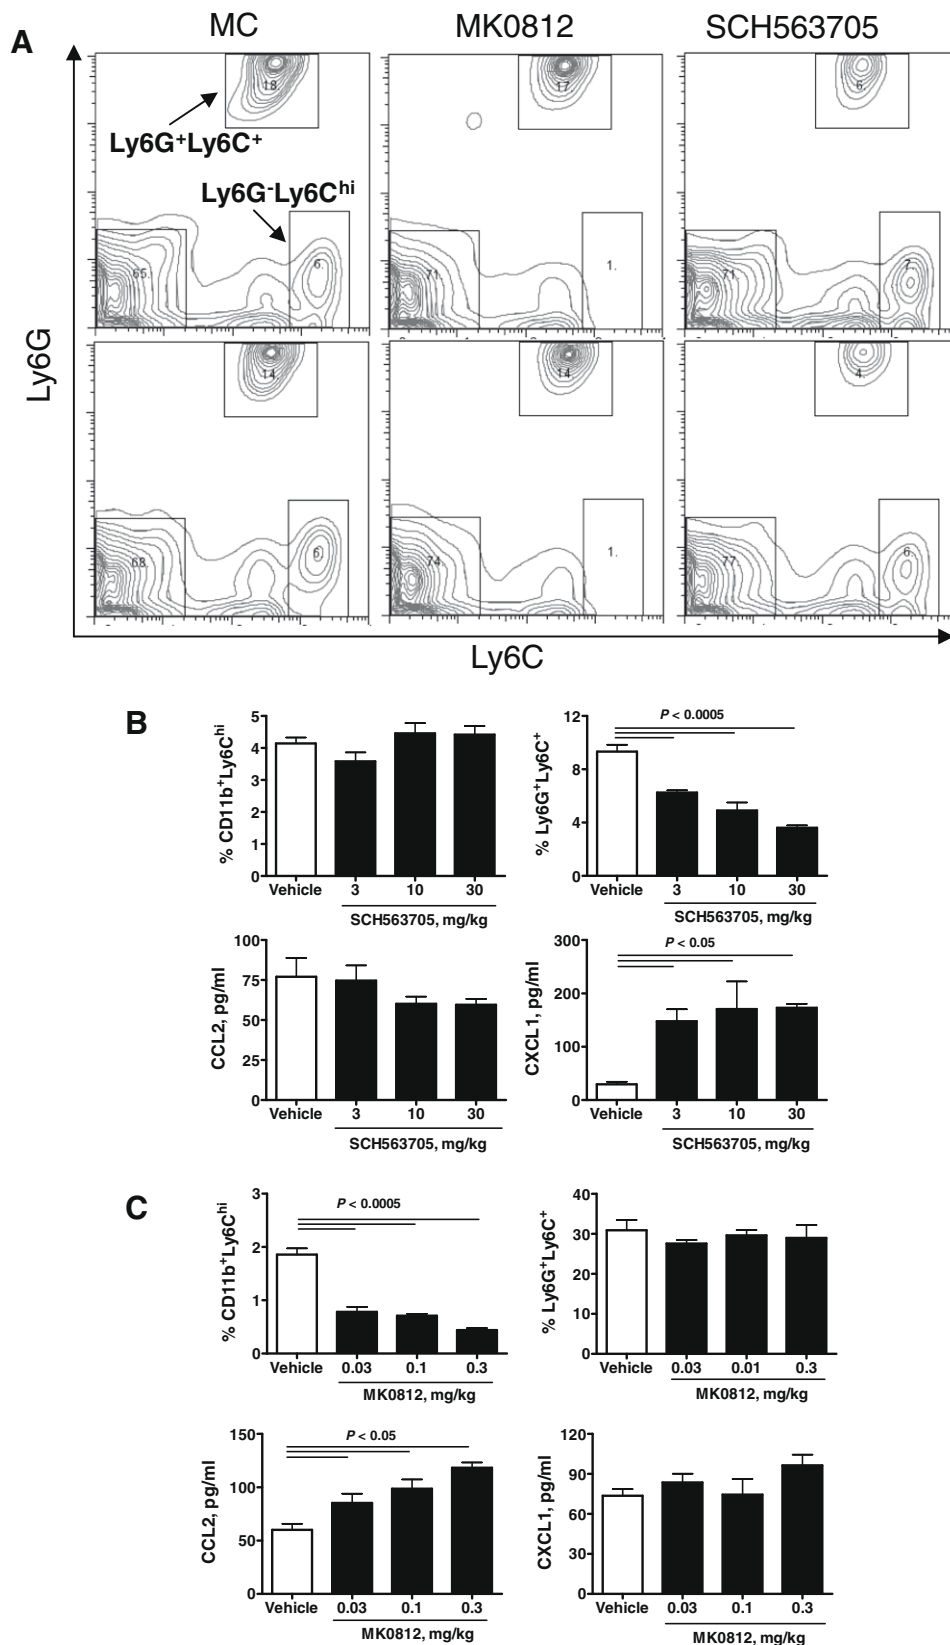 MC MK0812 SCH563705
A
18. 17 6.
Ly6G+Ly6C+
Ly6G-Ly6Chi
65. 6. 71. 1. 71. 7.
14. 14 4.
68. 6. 74. 1. 77. 6.
Ly6G
Ly6C
B
% CD11b+Ly6Chi
5
4
3
2
1
0
Vehicle 3 10 30
SCH563705, mg/kg
% Ly6G+Ly6C+
P < 0.0005
12
8
4
0
Vehicle 3 10 30
SCH563705, mg/kg
CCL2, pg/ml
100
75
50
25
0
Vehicle 3 10 30
SCH563705, mg/kg
CXCL1, pg/ml
P < 0.05
300
200
100
0
Vehicle 3 10 30
SCH563705, mg/kg
C
% CD11b+Ly6Chi
P < 0.0005
3
2
1
0
Vehicle 0.03 0.1 0.3
MK0812, mg/kg
% Ly6G+Ly6C+
40
30
20
10
0
Vehicle 0.03 0.01 0.3
MK0812, mg/kg
CCL2, pg/ml
P < 0.05
150
100
50
0
Vehicle 0.03 0.1 0.3
MK0812, mg/kg
CXCL1, pg/ml
120
90
60
30
0
Vehicle 0.03 0.1 0.3
MK0812, mg/kg